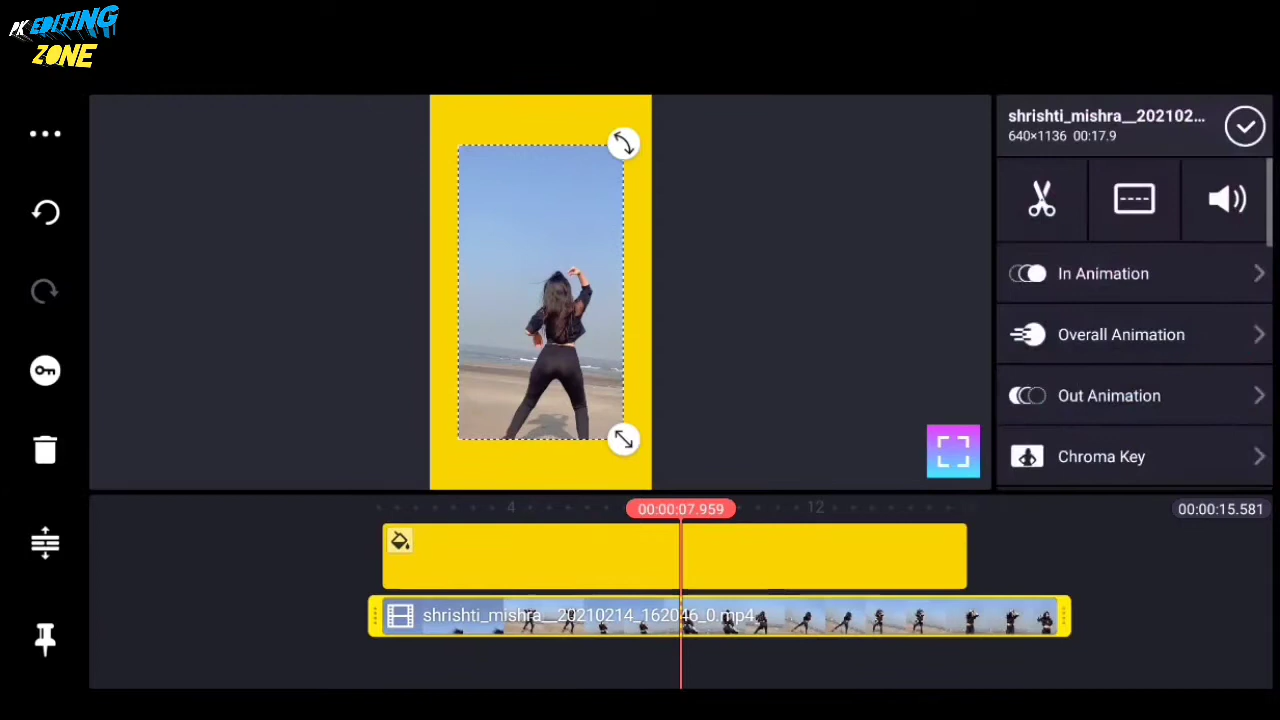 PK EDITING
ZONE
shrishti_mishra__202102...
640×1136 00:17.9
In Animation
Overall Animation
Out Animation
Chroma Key
4
00:00:07.959
12
00:00:15.581
shrishti_mishra__20210214_162046_0.mp4